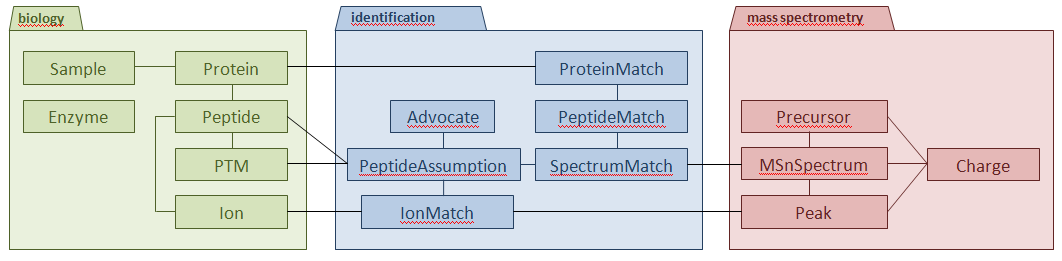 biology
Sample
Protein
Enzyme
Peptide
PTM
Ion
identification
ProteinMatch
Advocate
PeptideMatch
PeptideAssumption
SpectrumMatch
IonMatch
mass spectrometry
Precursor
MSnSpectrum
Charge
Peak